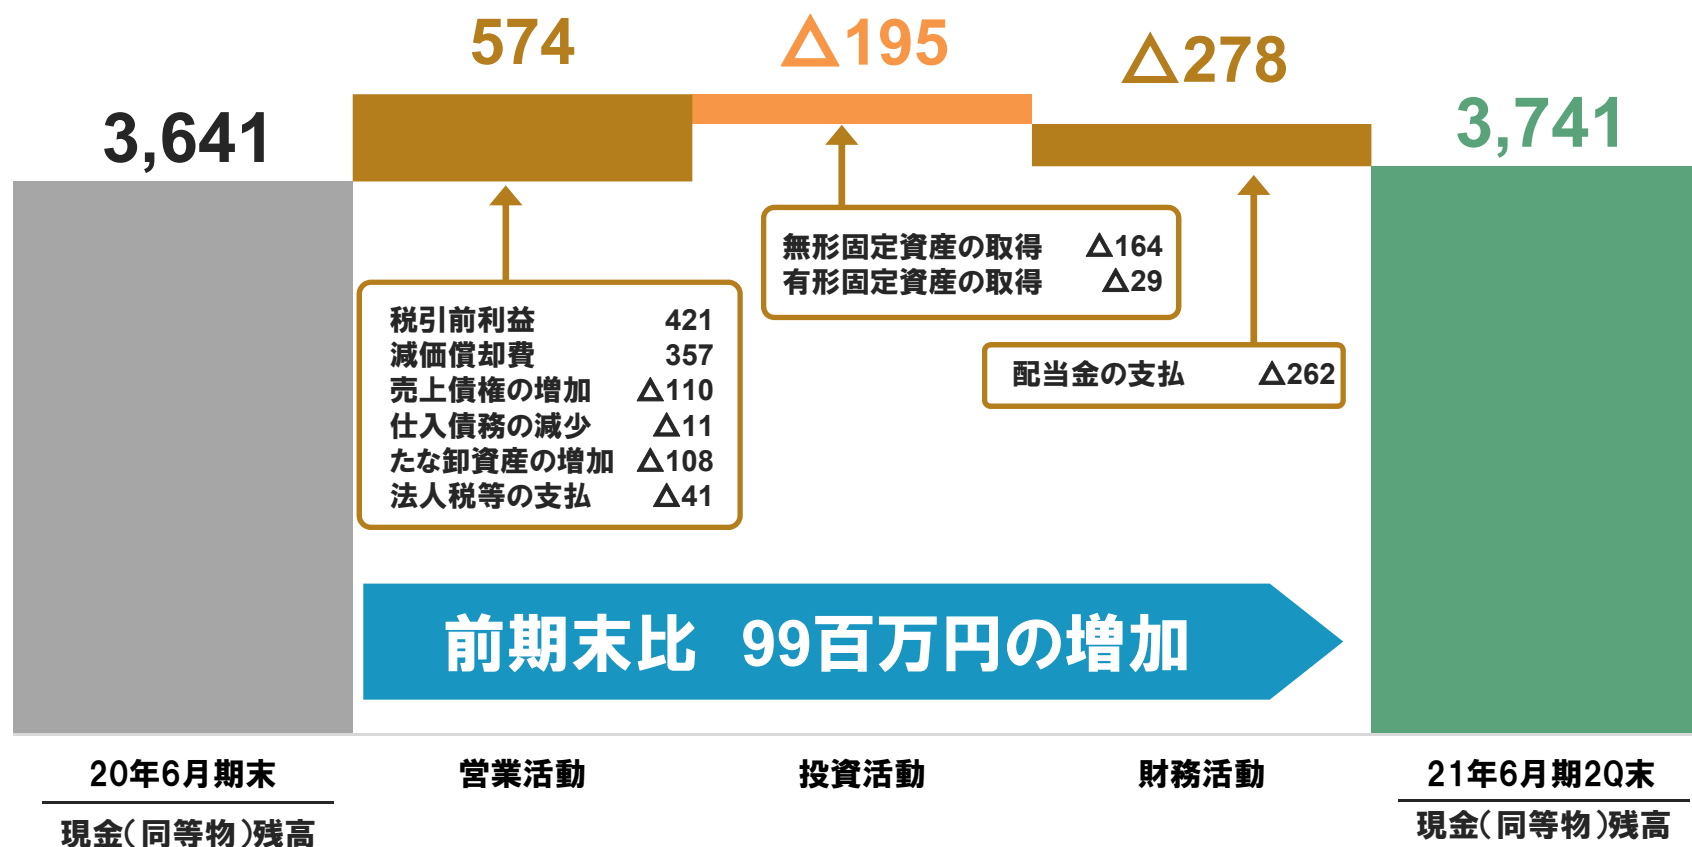 574
△195
△278
3,641
3,741
無形固定資産の取得 △164
有形固定資産の取得 △29
税引前利益 421
減価償却費 357
売上債権の増加 △110
仕入債務の減少 △11
たな卸資産の増加 △108
法人税等の支払 △41
配当金の支払 △262
前期末比 99百万円の増加
20年6月期末
現金(同等物)残高
営業活動
投資活動
財務活動
21年6月期2Q末
現金(同等物)残高